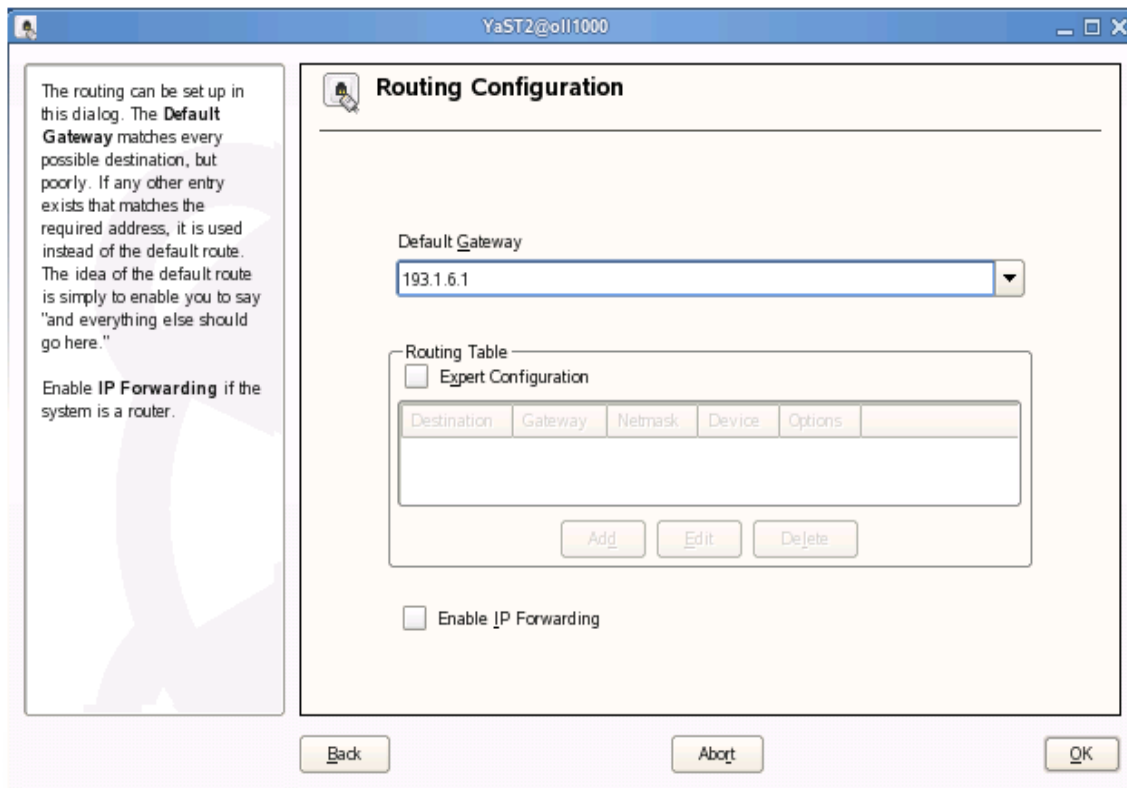 YaST2@oll1000
The routing can be set up in
this dialog. The Default
Gateway matches every
possible destination, but
poorly. If any other entry
exists that matches the
required address, it is used
instead of the default route.
The idea of the default route
is simply to enable you to say
"and everything else should
go here."
Enable IP Forwarding if the
system is a router.
Routing Configuration
Default Gateway
193.1.6.1
Routing Table
Expert Configuration
Destination Gateway Netmask Device Options
Add Edit Delete
Enable IP Forwarding
Back Abort OK